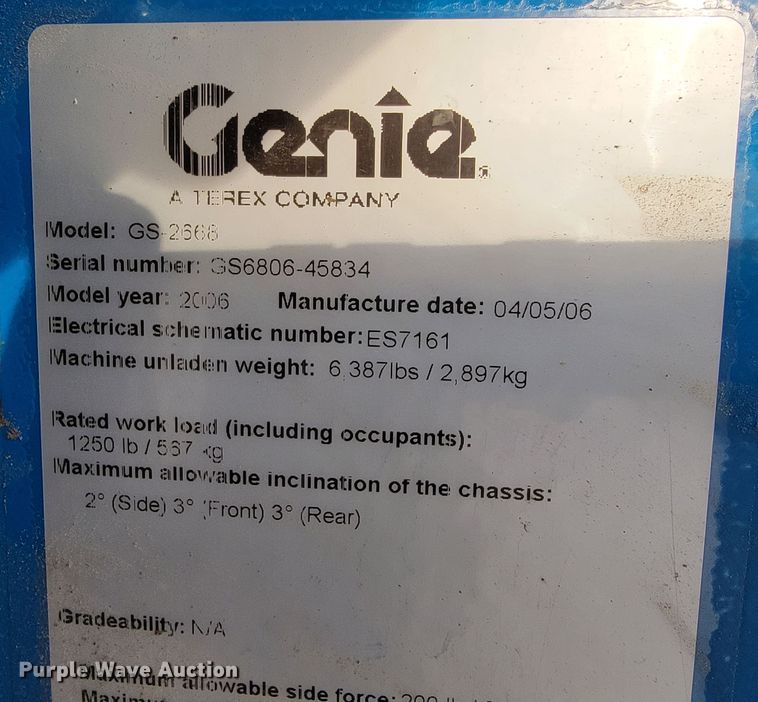 Genie
A TEREX COMPANY
Model: GS-2668
Serial number: GS6806-45834
Model year: 2006 Manufacture date: 04/05/06
Electrical schematic number: ES7161
Machine unladen weight: 6,387lbs / 2,897kg
Rated work load (including occupants):
1250 lb / 567 kg
Maximum allowable inclination of the chassis:
2° (Side) 3° (Front) 3° (Rear)
Gradeability: N/A
Purple Wave Auction
Maximum allowable side force: 200 lb